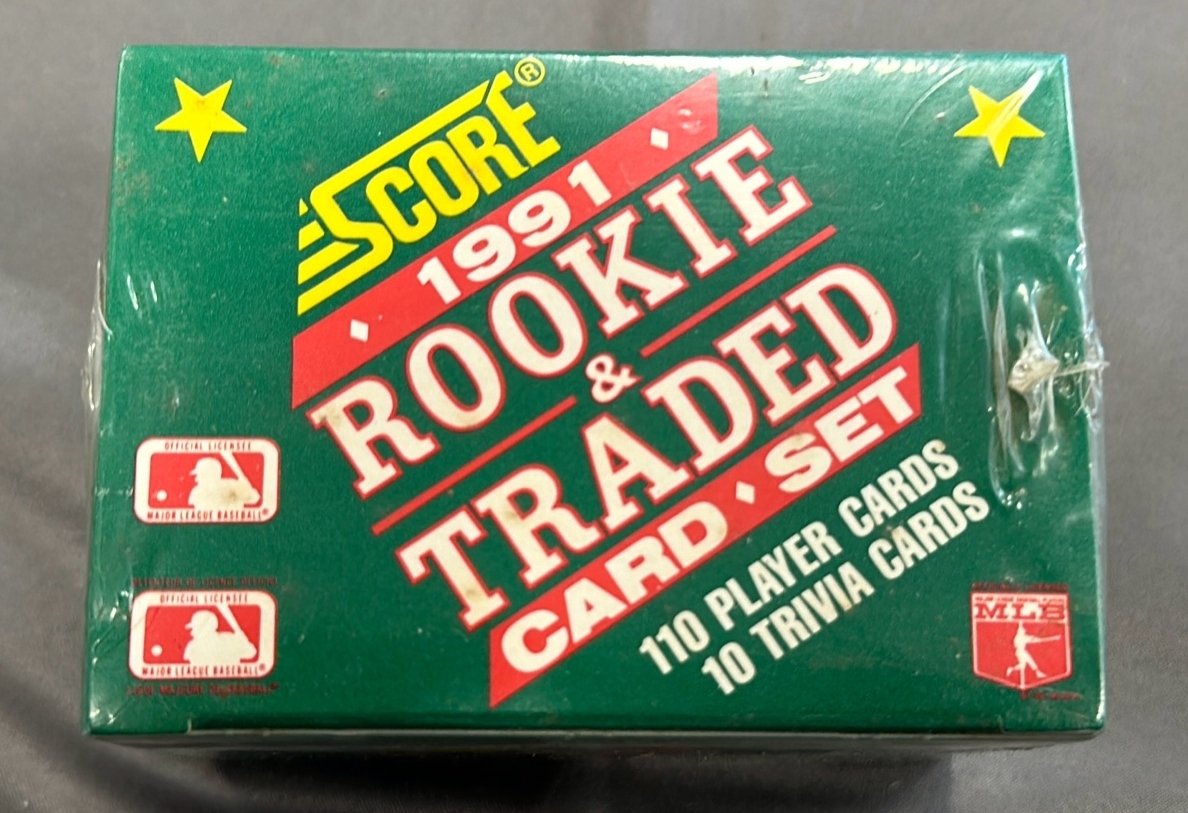 SCORE®
1991
ROOKIE
&
TRADED
CARD SET
110 PLAYER CARDS
10 TRIVIA CARDS
OFFICIAL LICENSEE
MAJOR LEAGUE BASEBALL®
OFFICIAL LICENSEE
MAJOR LEAGUE BASEBALL®
MLB